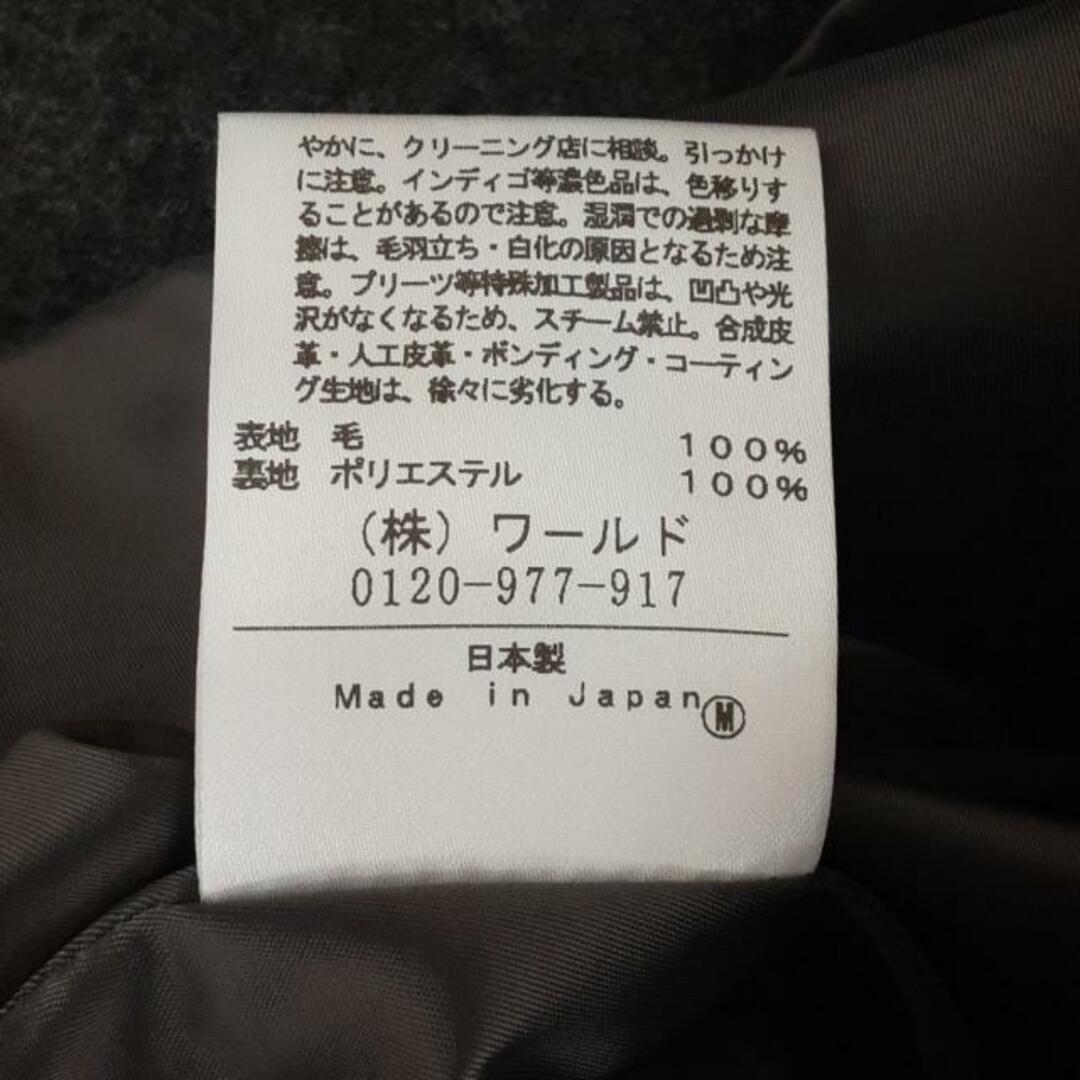 やかに、クリーニング店に相談。引っかけ
に注意。インディゴ等濃色品は、色移りす
ることがあるので注意。湿潤での過剰な摩
擦は、毛羽立ち・白化の原因となるため注
意。プリーツ等特殊加工製品は、凹凸や光
沢がなくなるため、スチーム禁止。合成皮
革・人工皮革・ボンディング・コーティン
グ生地は、徐々に劣化する。
表地 毛 100%
裏地 ポリエステル 100%
(株)ワールド
0120-977-917
日本製
Made in Japan Ⓜ